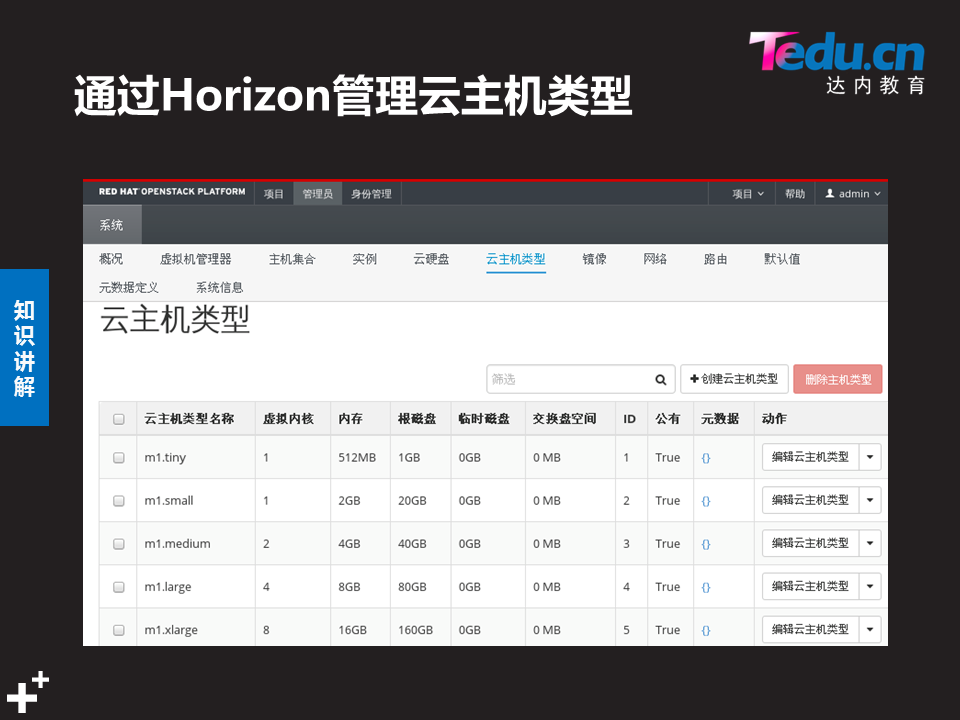 Tedu.cn
达内教育
通过Horizon管理云主机类型
RED HAT OPENSTACK PLATFORM 项目 管理员 身份管理 项目 帮助 admin
系统
概况 虚拟机管理器 主机集合 实例 云硬盘 云主机类型 镜像 网络 路由 默认值
元数据定义 系统信息
云主机类型
筛选 创建云主机类型 删除主机类型
云主机类型名称 虚拟内核 内存 根磁盘 临时磁盘 交换盘空间 ID 公有 元数据 动作
m1.tiny 1 512MB 1GB 0GB 0 MB 1 True {} 编辑云主机类型
m1.small 1 2GB 20GB 0GB 0 MB 2 True {} 编辑云主机类型
m1.medium 2 4GB 40GB 0GB 0 MB 3 True {} 编辑云主机类型
m1.large 4 8GB 80GB 0GB 0 MB 4 True {} 编辑云主机类型
m1.xlarge 8 16GB 160GB 0GB 0 MB 5 True {} 编辑云主机类型
知识讲解